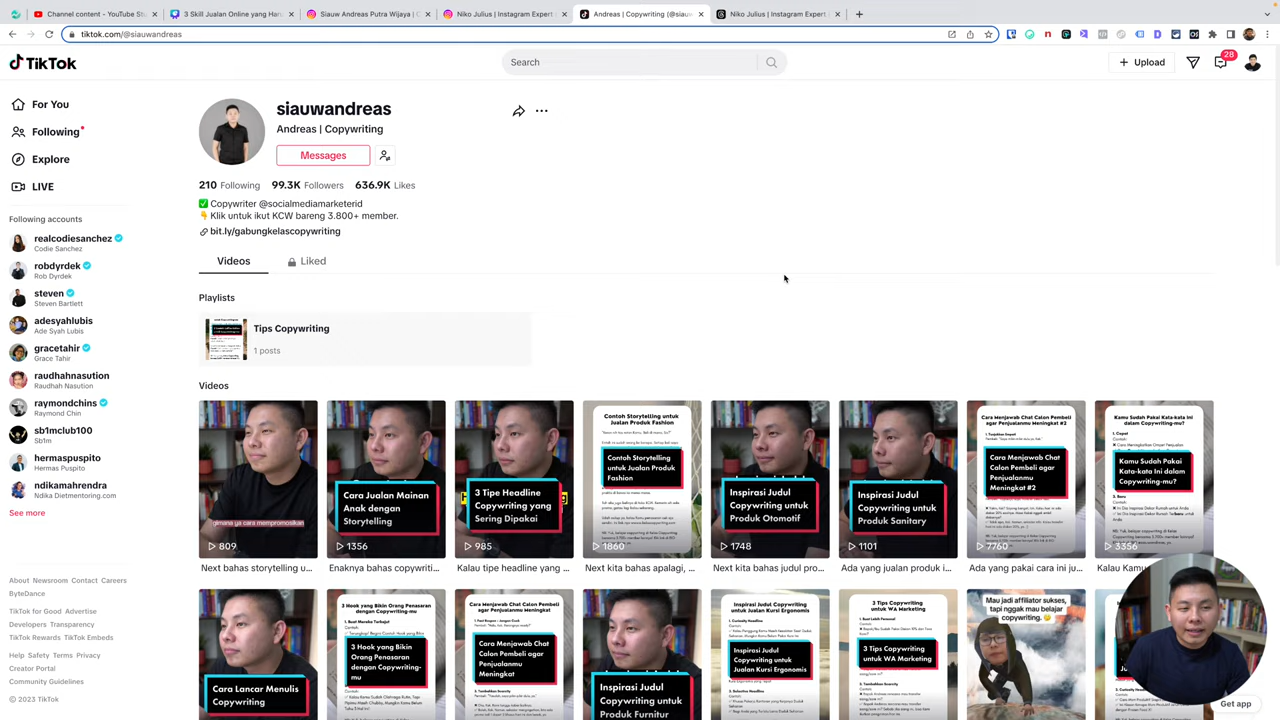 Channel content - YouTube St
3 Skill Jualan Online yang Har
Siauw Andreas Putra Wijaya (
Niko Julius | Instagram Expert
Andreas | Copywriting (@siauw
Niko Julius | Instagram Expert
tiktok.com/@siauwandreas
TikTok
Search
+ Upload
28
For You
Following
Explore
LIVE
Following accounts
realcodiesanchez
Codie Sanchez
robdyrdek
Rob Dyrdek
steven
Steven Bartlett
adesyahlubis
Ade Syah Lubis
gracetahir
Grace Tahir
raudhahnasution
Raudhah Nasution
raymondchins
Raymond Chin
sb1mclub100
Sb1m
hermaspuspito
Hermas Puspito
ndikamahrendra
Ndika Dietmentoring.com
See more
About Newsroom Contact Careers
ByteDance
TikTok for Good Advertise
Developers Transparency
TikTok Rewards TikTok Embeds
Help Safety Terms Privacy
Creator Portal
Community Guidelines
© 2023 TikTok
siauwandreas
Andreas | Copywriting
Messages
210 Following 99.3K Followers 636.9K Likes
Copywriter @socialmediamarketerid
Klik untuk ikut KCW bareng 3.800+ member.
bit.ly/gabungkelascopywriting
Videos
Liked
Playlists
Tips Copywriting
1 posts
Videos
gimana ya cara mempromosikan
809
Next bahas storytelling u...
Cara Jualan Mainan
Anak dengan
Storytelling
1356
Enaknya bahas copywriti...
3 Tipe Headline
Copywriting yang
Sering Dipakai
985
Kalau tipe headline yang ...
Contoh Storytelling untuk
Jualan Produk Fashion
Contoh Storytelling
untuk Jualan Produk
Fashion
1860
Next kita bahas apalagi, ...
Inspirasi Judul
Copywriting untuk
Produk Otomotif
1748
Next kita bahas judul pro...
Inspirasi Judul
Copywriting untuk
Produk Sanitary
1101
Ada yang jualan produk i...
Cara Menjawab Chat Calon Pembeli
agar Penjualanmu Meningkat #2
Cara Menjawab Chat
Calon Pembeli agar
Penjualanmu
Meningkat #2
7760
Ada yang pakai cara ini ju...
Kamu Sudah Pakai
Kata-kata Ini dalam
Copywriting-mu?
1. Cepat
Contoh:
Kamu Sudah Pakai
Kata-kata Ini dalam
Copywriting-mu?
2. Baru
3356
Kalau Kamu
Cara Lancar Menulis
Copywriting
3 Hook yang Bikin Orang Penasaran
dengan Copywriting-mu
3 Hook yang Bikin
Orang Penasaran
dengan Copywriting-
mu
Cara Menjawab Chat Calon Pembeli
agar Penjualanmu Meningkat
Cara Menjawab Chat
Calon Pembeli agar
Penjualanmu
Meningkat
Inspirasi Judul
Copywriting untuk
Produk Furnitur
Inspirasi Judul Copywriting untuk
Jualan Kursi Ergonomis
Inspirasi Judul
Copywriting untuk
Jualan Kursi Ergonomis
3 Tips Copywriting
untuk WA Marketing
3 Tips Copywriting
untuk WA Marketing
Mau jadi affiliator sukses,
tapi nggak mau belajar
copywriting.
Get app